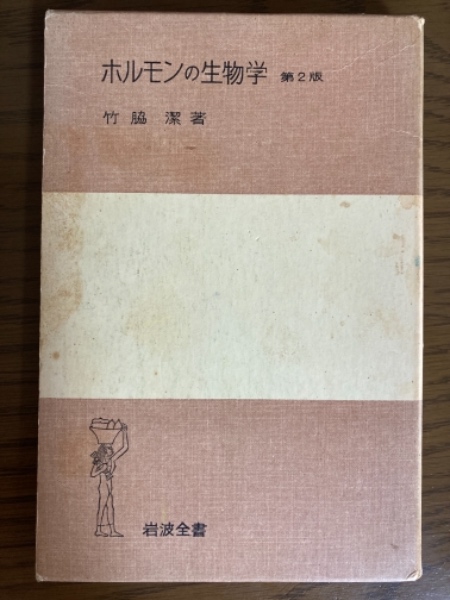 ホルモンの生物学 第2版
竹脇 潔著
岩波全書